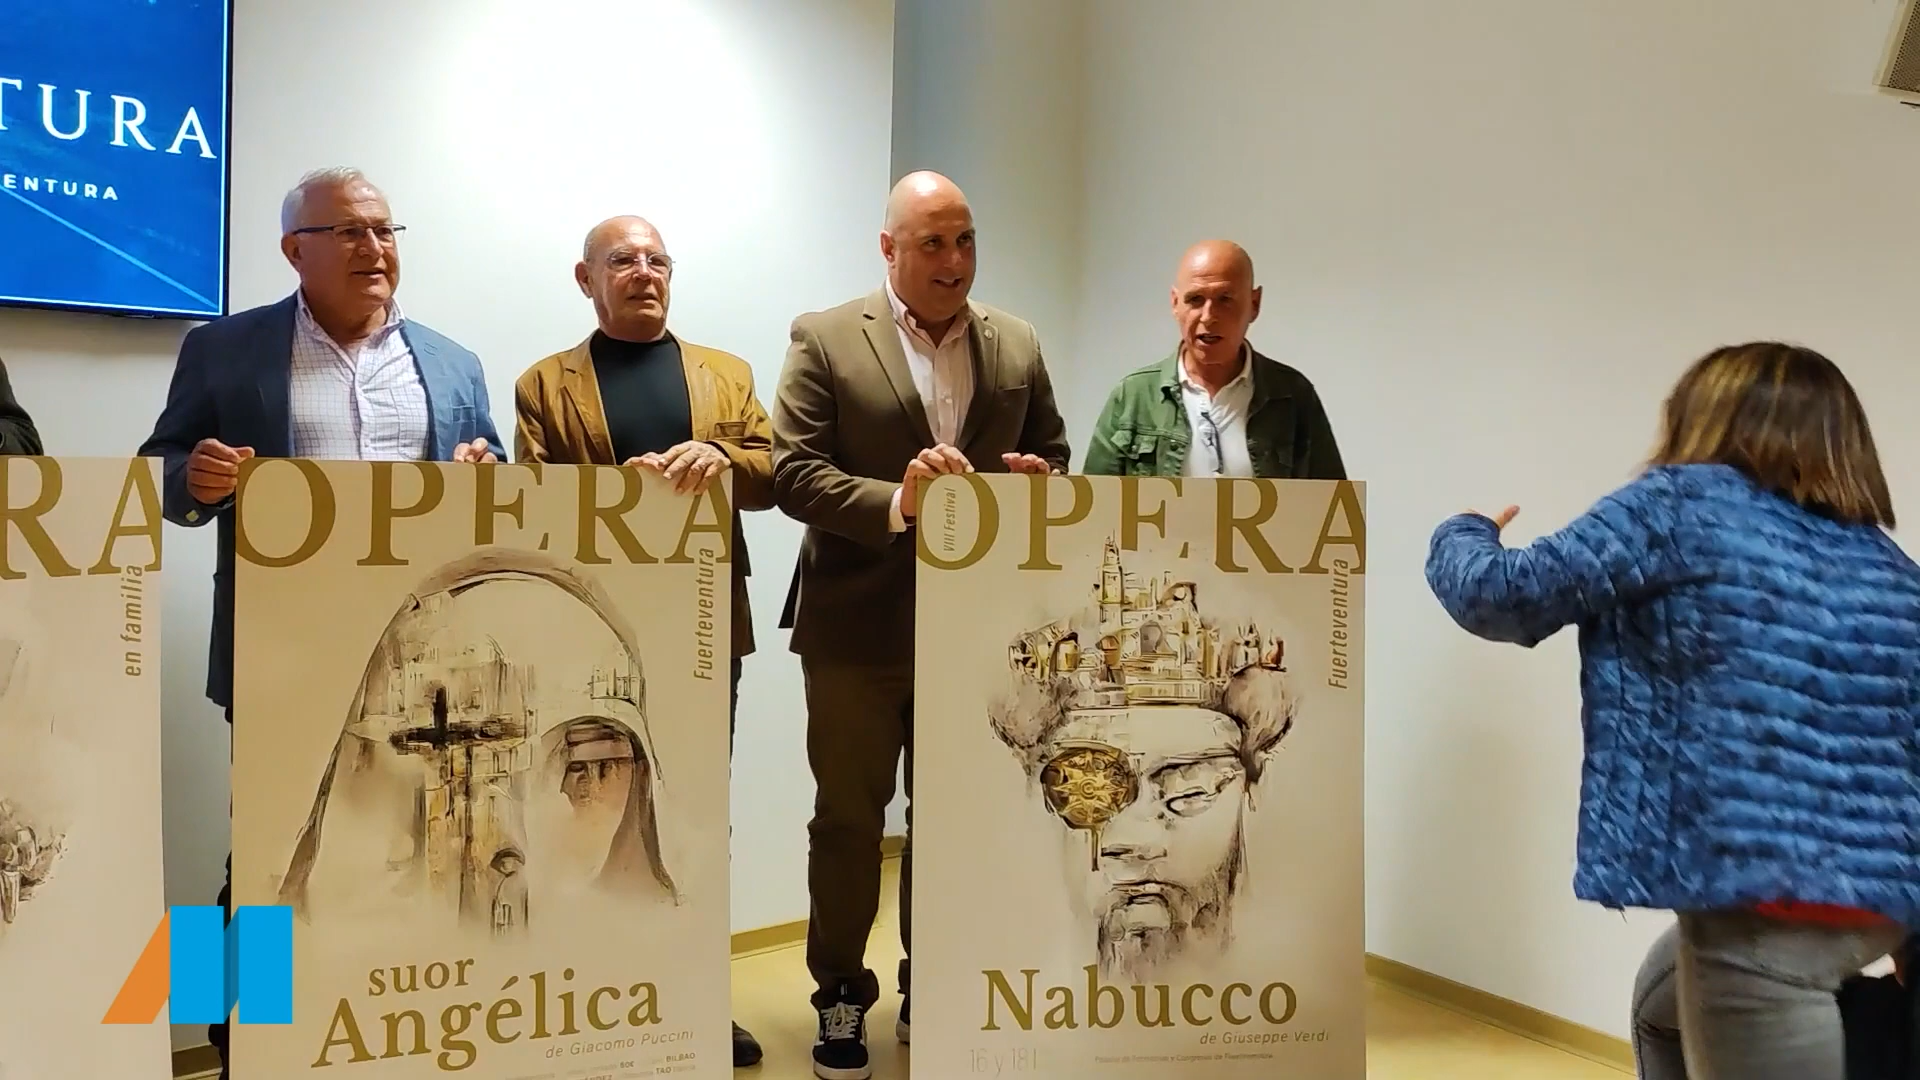 TURA
ENTURA
RA
en familia
OPERA
Fuerteventura
suor
Angélica
de Giacomo Puccini
BILBAO
TAO
VIII Festival
OPERA
Fuerteventura
Nabucco
de Giuseppe Verdi
16 y 18